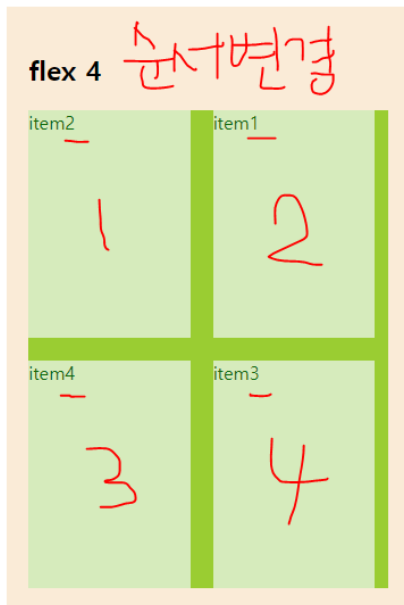 flex 4 순서변경
item2 item1
1 2
item4 item3
3 4